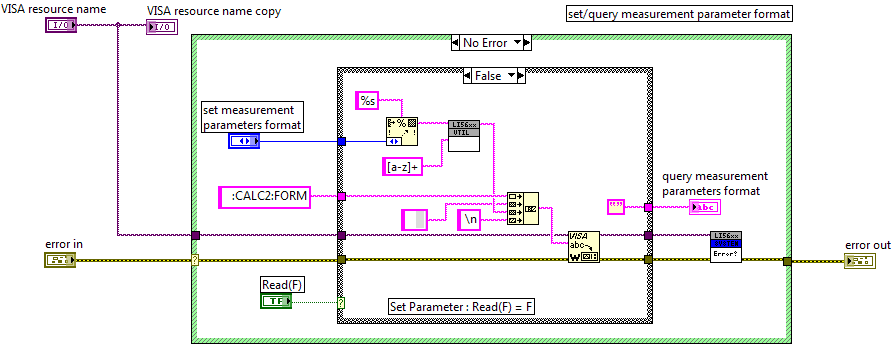 VISA resource name
VISA resource name copy
set/query measurement parameter format
I/O
I/O
No Error
False
%s
set measurement
parameters format
LI56xx
UTIL
[a-z]+
:CALC2:FORM
\n
""
query measurement
parameters format
abc
VISA
abc
W
LI56xx
Error?
error in
error out
Read(F)
TF
?
?
Set Parameter : Read(F) = F